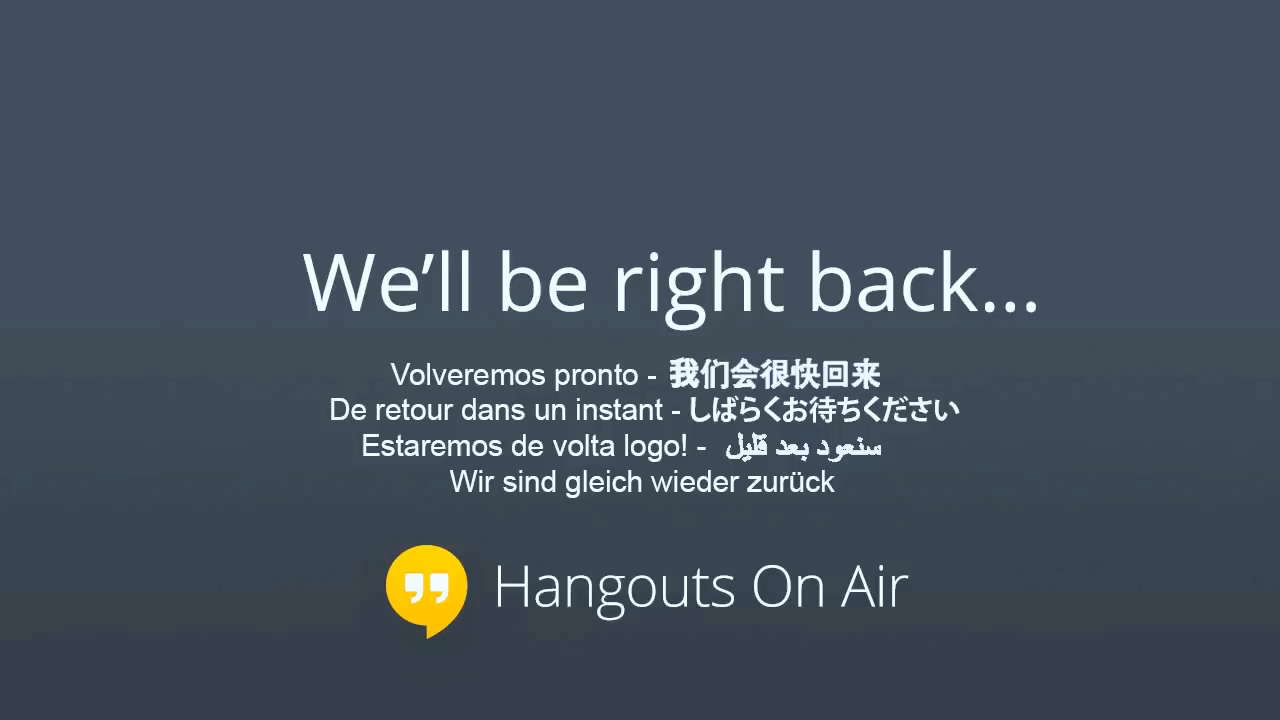 We’ll be right back...
Volveremos pronto - 我们会很快回来
De retour dans un instant - しばらくお待ちください
Estaremos de volta logo! - سنعود بعد قليل
Wir sind gleich wieder zurück
Hangouts On Air